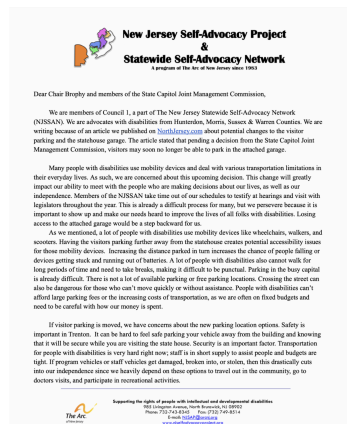 New Jersey Self-Advocacy Project
&
Statewide Self-Advocacy Network
A program of The Arc of New Jersey since 1983
Dear Chair Brophy and members of the State Capitol Joint Management Commission,
We are members of Council 1, a part of The New Jersey Statewide Self-Advocacy Network
(NJSSAN). We are advocates with disabilities from Hunterdon, Morris, Sussex & Warren Counties. We are
writing because of an article we published on NorthJersey.com about potential changes to the visitor
parking and the statehouse garage. The article stated that pending a decision from the State Capitol Joint
Management Commission, visitors may soon no longer be able to park in the attached garage.
Many people with disabilities use mobility devices and deal with various transportation limitations in
their everyday lives. As such, we are concerned about this upcoming decision. This change will greatly
impact our ability to meet with the people who are making decisions about our lives, as well as our
independence. Members of the NJSSAN take time out of our schedules to testify at hearings and visit with
legislators throughout the year. This is already a difficult process for many, but we persevere because it is
important to show up and make our needs heard to improve the lives of all folks with disabilities. Losing
access to the attached garage would be a step backward for us.
As we mentioned, a lot of people with disabilities use mobility devices like wheelchairs, walkers, and
scooters. Having the visitors parking further away from the statehouse creates potential accessibility issues
for those mobility devices. Increasing the distance parked in turn increases the chance of people falling or
devices getting stuck and running out of batteries. A lot of people with disabilities also cannot walk for
long periods of time and need to take breaks, making it difficult to be punctual. Parking in the busy capital
is already difficult. There is not a lot of available parking or free parking locations. Crossing the street can
also be dangerous for those who can't move quickly or without assistance. People with disabilities can't
afford large parking fees or the increasing costs of transportation, as we are often on fixed budgets and
need to be careful with how our money is spent.
If visitor parking is moved, we have concerns about the new parking location options. Safety is
important in Trenton. It can be hard to feel safe parking your vehicle away from the building and knowing
that it will be secure while you are visiting the state house. Security is an important factor. Transportation
for people with disabilities is very hard right now; staff is in short supply to assist people and budgets are
tight. If program vehicles or staff vehicles get damaged, broken into, or stolen, then this drastically cuts
into our independence since we heavily depend on these options to travel out in the community, go to
doctors visits, and participate in recreational activities.
The Arc.
of New Jersey
Supporting the rights of people with intellectual and developmental disabilities
985 Livingston Avenue, North Brunswick, NJ 08902
Phone: 732-743-8345 Fax: (732) 749-8514
E-mail: NJSAP@arcnj.org